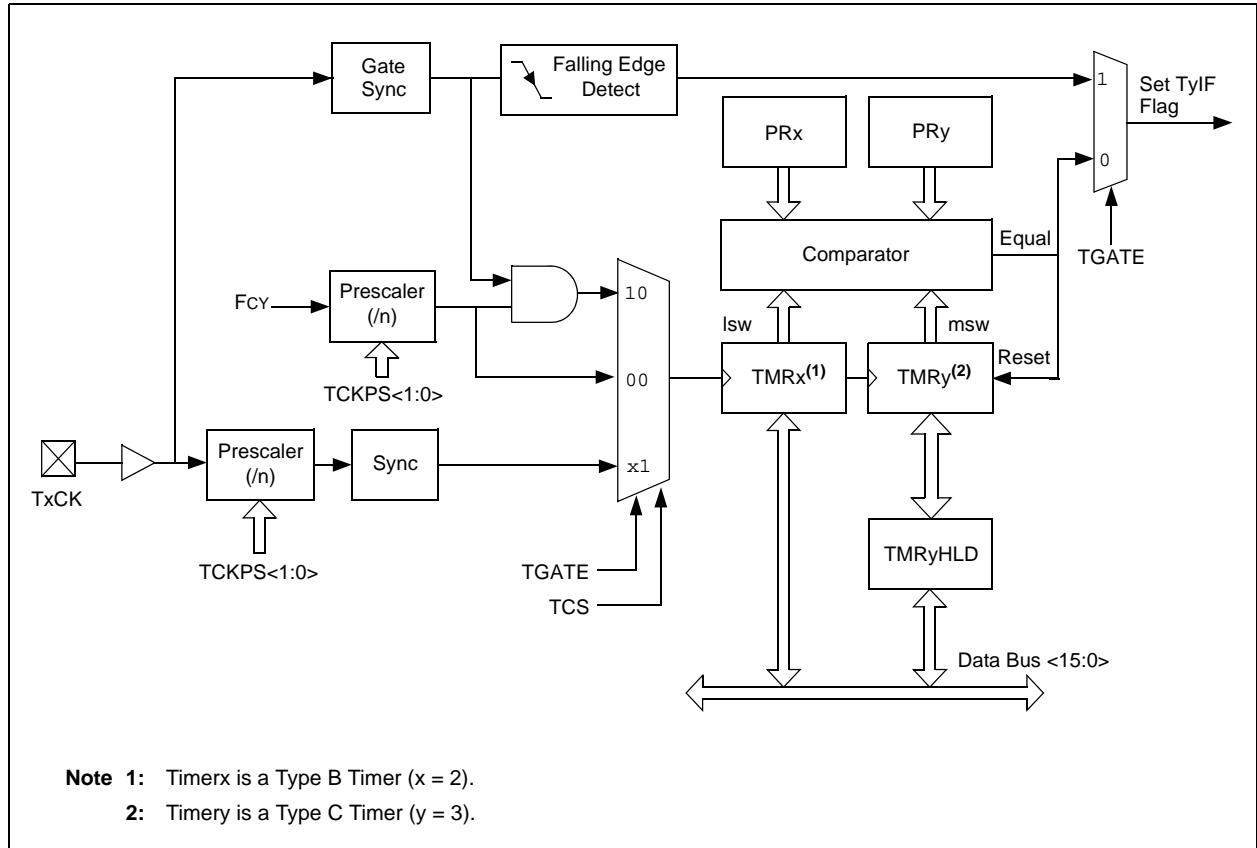 Gate
Sync
Falling Edge
Detect
1
Set TyIF
Flag
PRx
PRy
0
Comparator
Equal
TGATE
FCY
Prescaler
(/n)
10
lsw
msw
TCKPS<1:0>
00
TMRx(1)
TMRy(2)
Reset
Prescaler
(/n)
Sync
x1
TxCK
TCKPS<1:0>
TGATE
TCS
TMRyHLD
Data Bus <15:0>
Note 1: Timerx is a Type B Timer (x = 2).
2: Timery is a Type C Timer (y = 3).